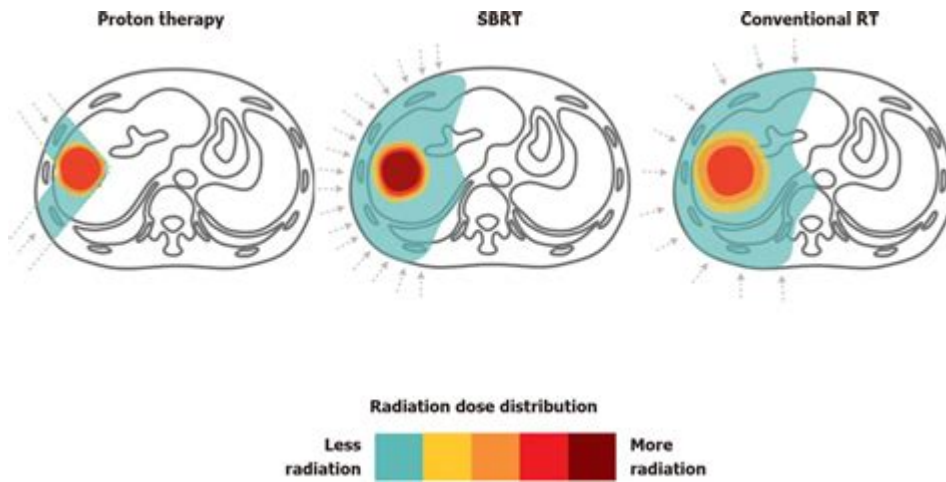 Proton therapy
SBRT
Conventional RT
Radiation dose distribution
Less
radiation
More
radiation